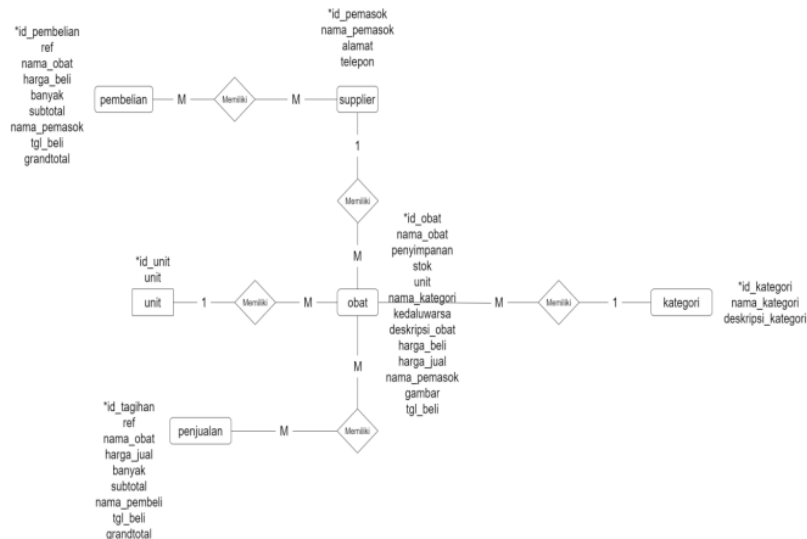 *id_pemasok
nama_pemasok
alamat
telepon
*id_pembelian
ref
nama_obat
harga_beli
banyak
subtotal
nama_pemasok
tgl_beli
grandtotal
pembelian
M
Memiliki
M
supplier
1
Memiliki
M
*id_unit
unit
unit
1
Memiliki
M
obat
*id_obat
nama_obat
penyimpanan
stok
unit
nama_kategori
kedaluwarsa
deskripsi_obat
harga_beli
harga_jual
nama_pemasok
gambar
tgl_beli
M
Memiliki
1
kategori
*id_kategori
nama_kategori
deskripsi_kategori
M
*id_tagihan
ref
nama_obat
harga_jual
banyak
subtotal
nama_pembeli
tgl_beli
grandtotal
penjualan
M
Memiliki